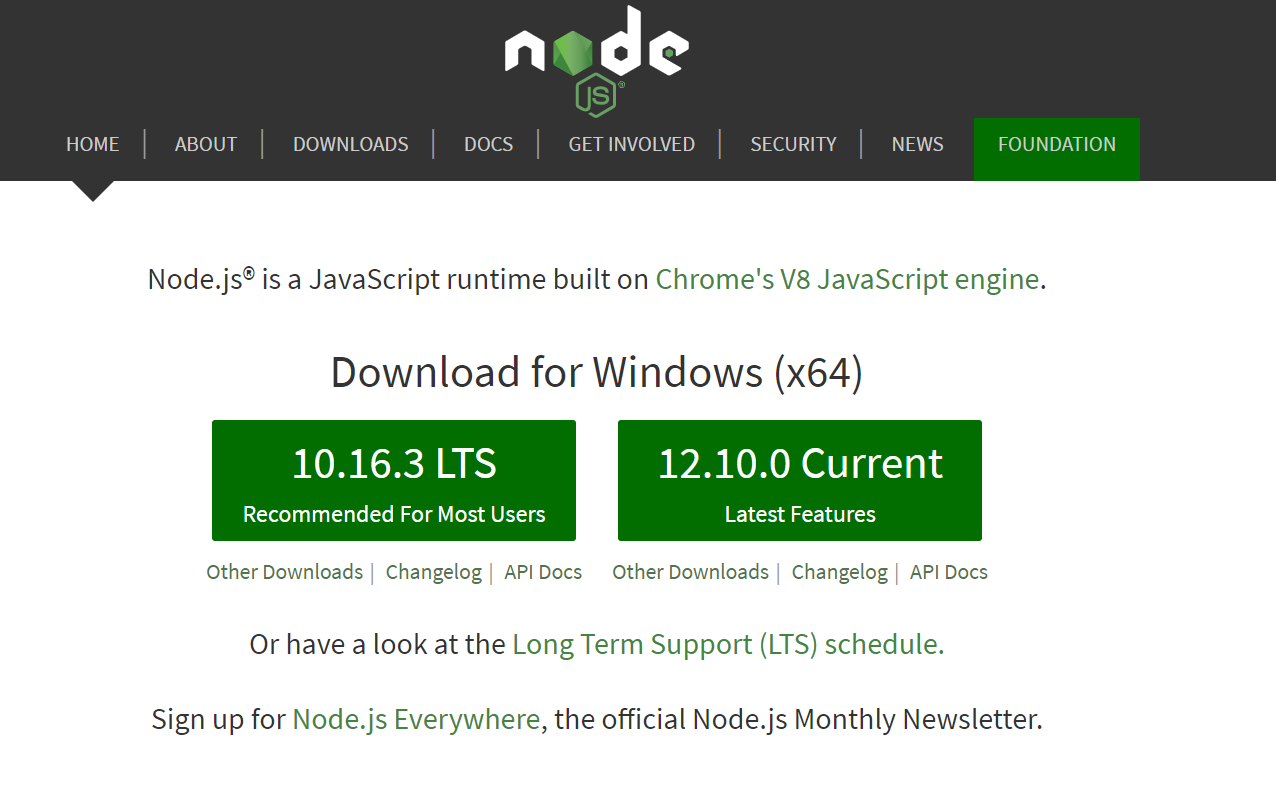 node
JS®
HOME | ABOUT | DOWNLOADS | DOCS | GET INVOLVED | SECURITY | NEWS FOUNDATION
Node.js® is a JavaScript runtime built on Chrome's V8 JavaScript engine.
Download for Windows (x64)
10.16.3 LTS 12.10.0 Current
Recommended For Most Users Latest Features
Other Downloads | Changelog | API Docs Other Downloads | Changelog | API Docs
Or have a look at the Long Term Support (LTS) schedule.
Sign up for Node.js Everywhere, the official Node.js Monthly Newsletter.